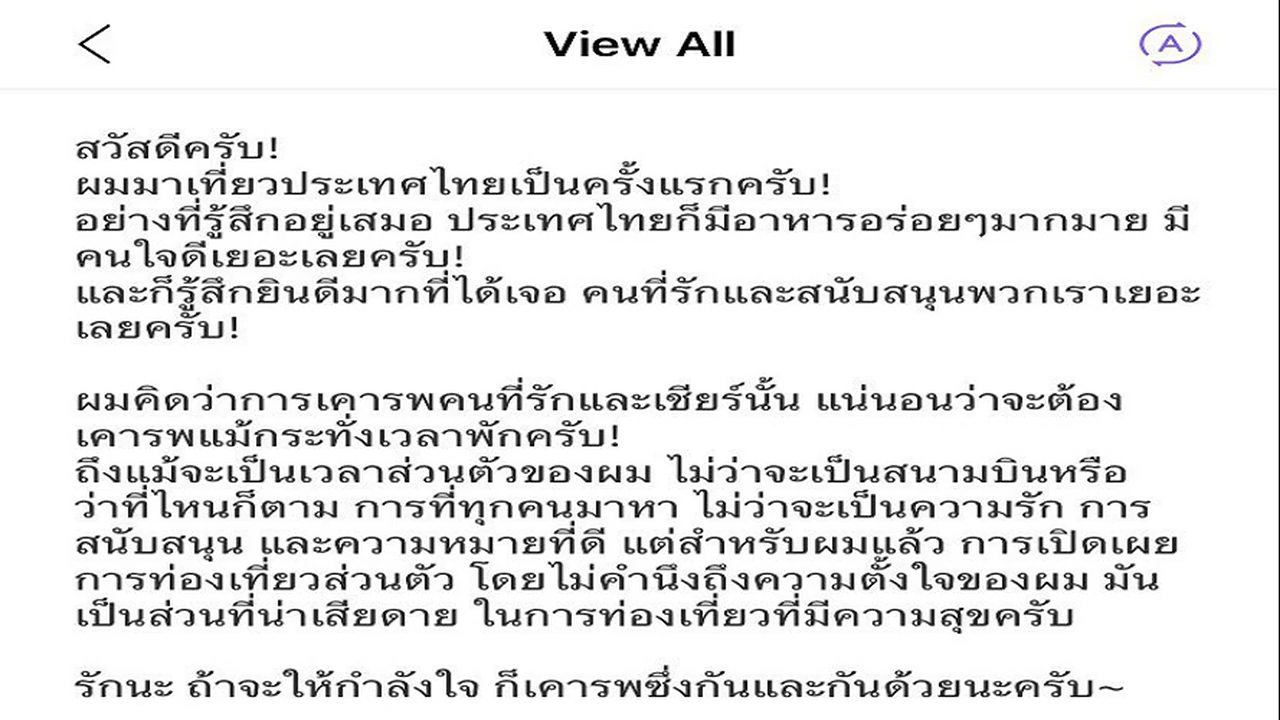 View All
A
สวัสดีครับ!
ผมมาเที่ยวประเทศไทยเป็นครั้งแรกครับ!
อย่างที่รู้สึกอยู่เสมอ ประเทศไทยก็มีอาหารอร่อยๆมากมาย มี
คนใจดีเยอะเลยครับ!
และก็รู้สึกยินดีมากที่ได้เจอ คนที่รักและสนับสนุนพวกเราเยอะ
เลยครับ!
ผมคิดว่าการเคารพคนที่รักและเชียร์นั้น แน่นอนว่าจะต้อง
เคารพแม้กระทั่งเวลาพักครับ!
ถึงแม้จะเป็นเวลาส่วนตัวของผม ไม่ว่าจะเป็นสนามบินหรือ
ว่าที่ไหนก็ตาม การที่ทุกคนมาหา ไม่ว่าจะเป็นความรัก การ
สนับสนุน และความหมายที่ดี แต่สำหรับผมแล้ว การเปิดเผย
การท่องเที่ยวส่วนตัว โดยไม่คำนึงถึงความตั้งใจของผม มัน
เป็นส่วนที่น่าเสียดาย ในการท่องเที่ยวที่มีความสุขครับ
รักนะ ถ้าจะให้กำลังใจ ก็เคารพซึ่งกันและกันด้วยนะครับ~